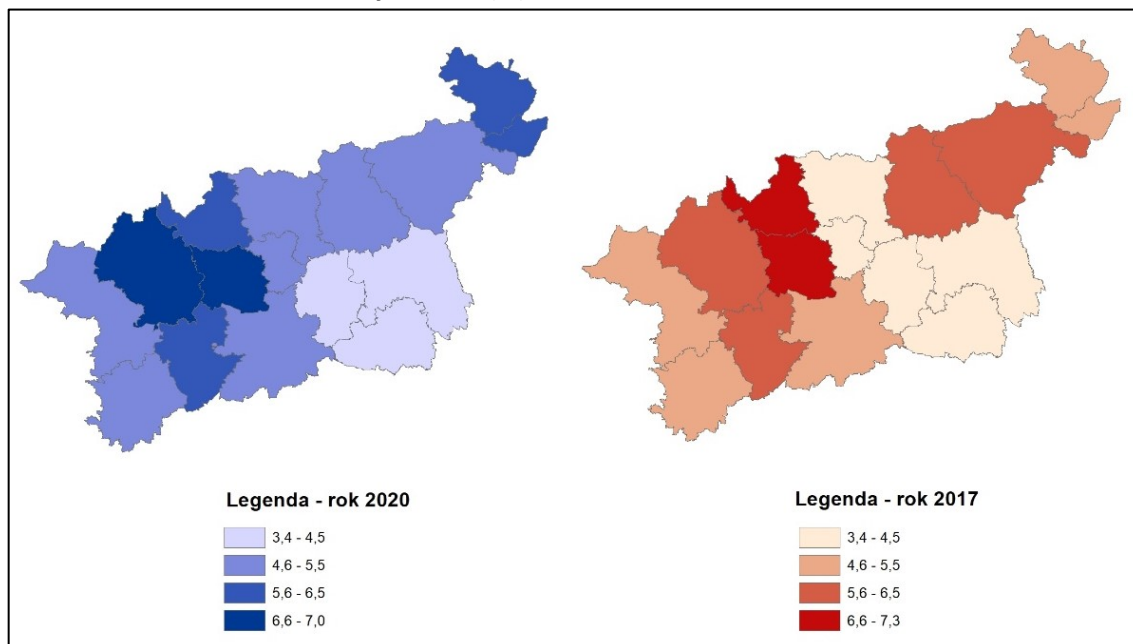 Legenda - rok 2020
3,4 - 4,5
4,6 - 5,5
5,6 - 6,5
6,6 - 7,0
Legenda - rok 2017
3,4 - 4,5
4,6 - 5,5
5,6 - 6,5
6,6 - 7,3